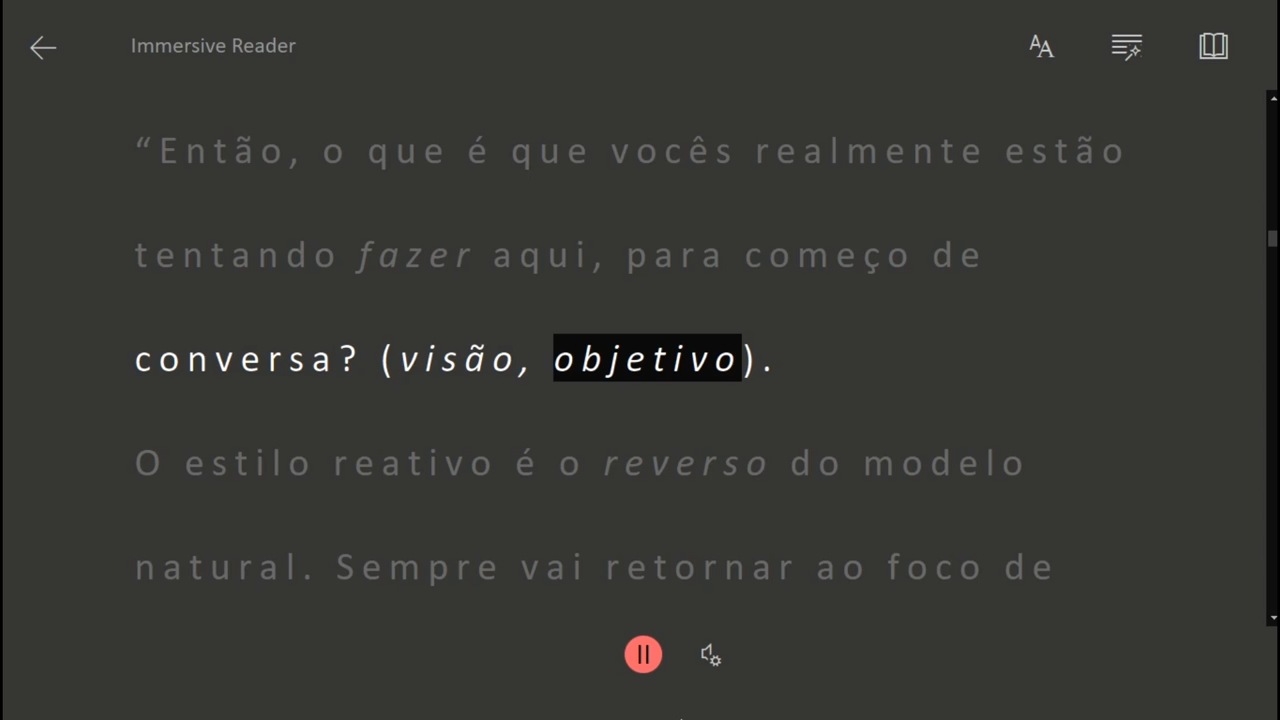 Immersive Reader
“Então, o que é que vocês realmente estão
tentando fazer aqui, para começo de
conversa? (visão, objetivo).
O estilo reativo é o reverso do modelo
natural. Sempre vai retornar ao foco de